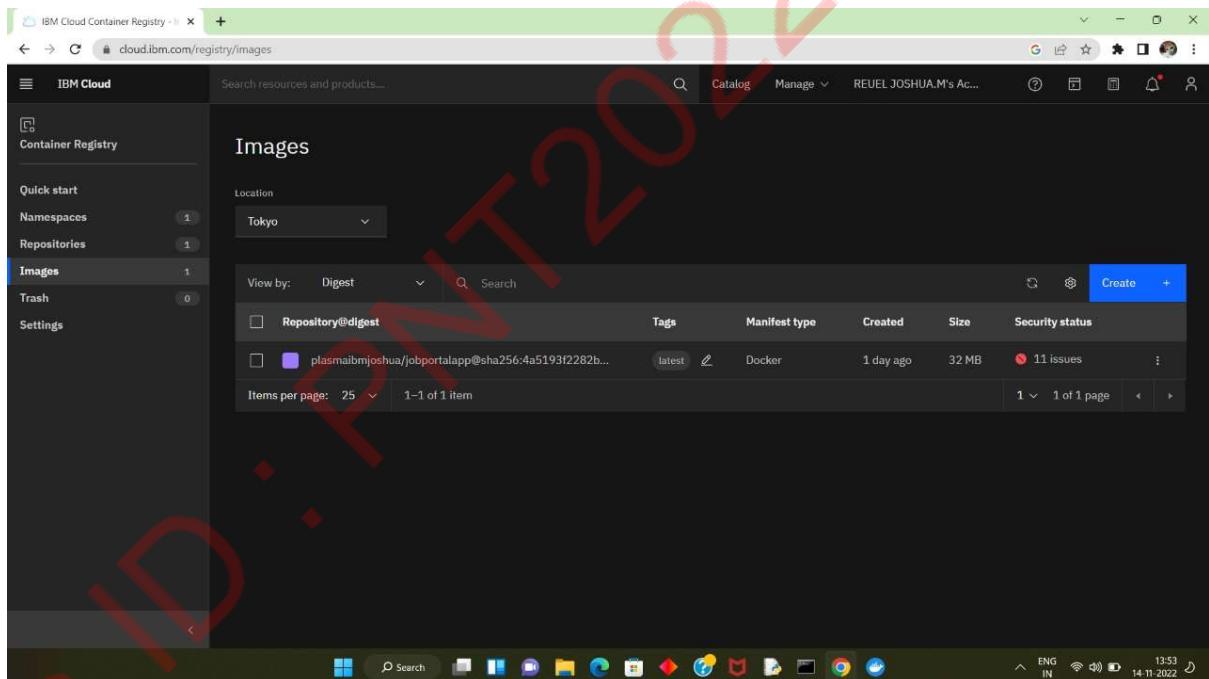 IBM Cloud Container Registry - I
cloud.ibm.com/registry/images
IBM Cloud
Search resources and products...
Catalog
Manage
REUEL JOSHUA.M's Ac...
Container Registry
Quick start
Namespaces 1
Repositories 1
Images 1
Trash 0
Settings
Images
Location
Tokyo
View by: Digest
Search
Create +
Repository@digest Tags Manifest type Created Size Security status
plasmaibmjoshua/jobportalapp@sha256:4a5193f2282b... latest Docker 1 day ago 32 MB 11 issues
Items per page: 25 1–1 of 1 item 1 1 of 1 page
ID : PNT2022
Search
ENG
IN
13:53
14-11-2022